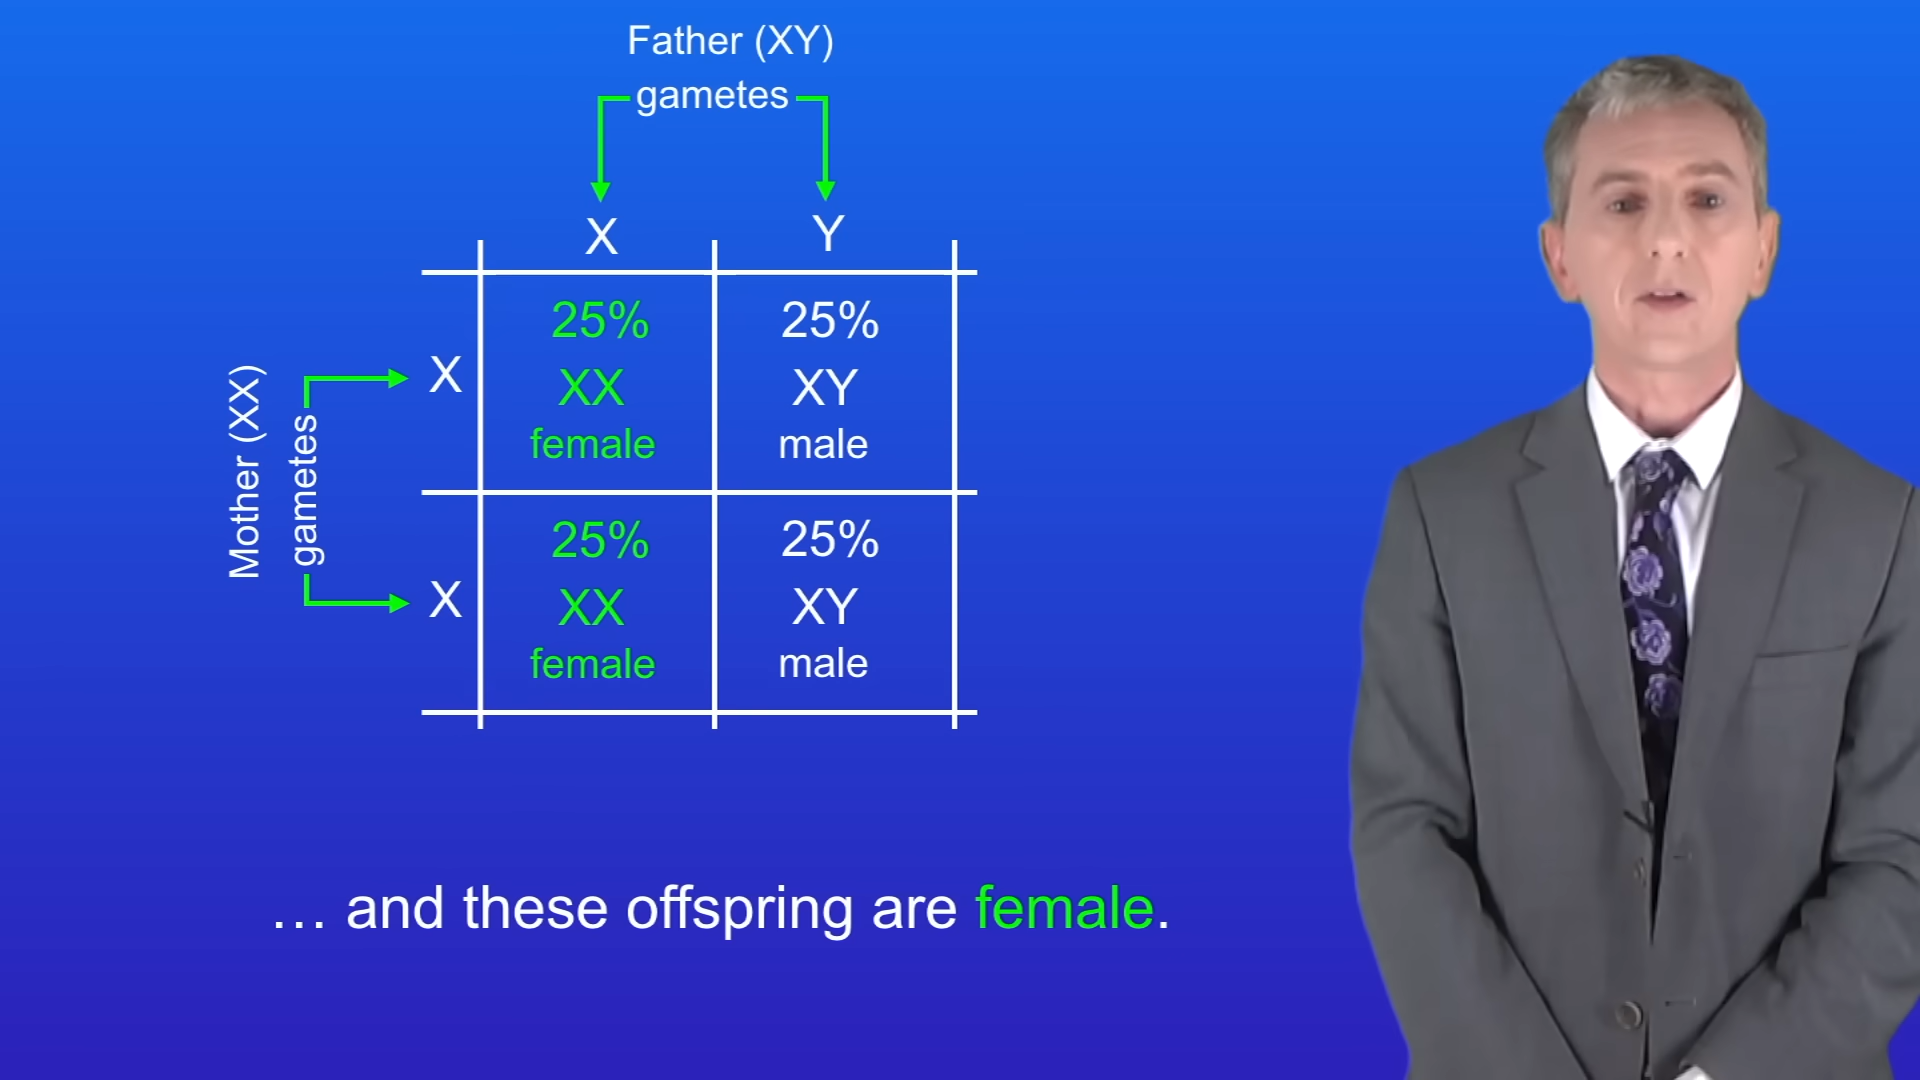 Father (XY)
gametes
X
Y
Mother (XX)
gametes
X
25%
XX
female
25%
XY
male
X
25%
XX
female
25%
XY
male
… and these offspring are female.